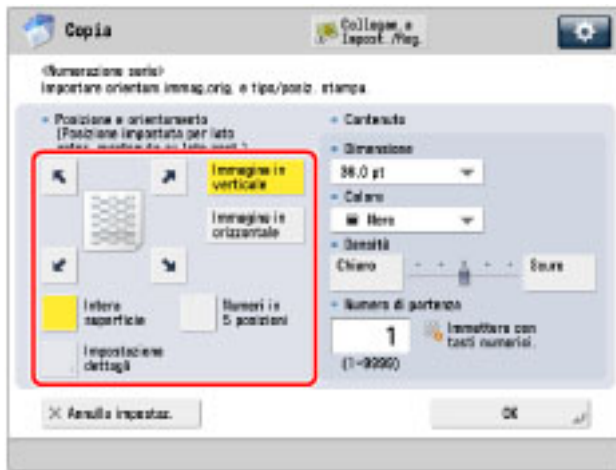 Copia
Collegam. e
Impost./Reg.
<Numerazione serie>
Impostare orientam immag.orig. e tipo/posiz. stampa.
Posizione e orientamento
(Posizione impostata per lato
Immagine in
verticale
Immagine in
orizzontale
Intera
superficie
Numeri in
5 posizioni
Impostazione
dettagli
Contenuto
Dimensione
36.0 pt
Colore
Nero
Densità
Chiaro
Scuro
Numero di partenza
1
(1-9999)
Immettere con
tasti numerici.
Annulla impostaz.
OK